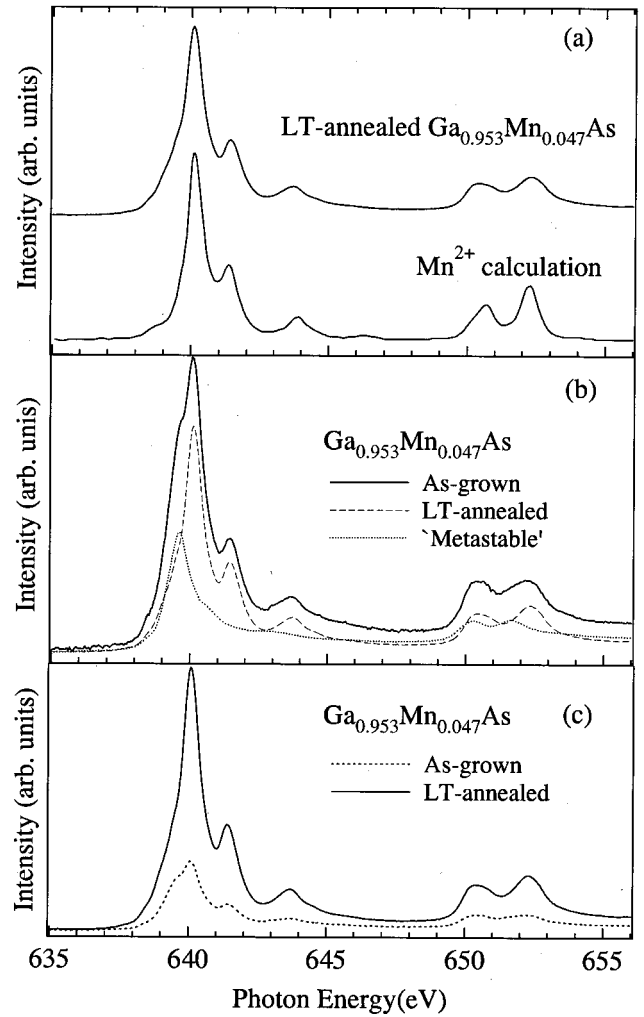 (a)
LT-annealed Ga0.953Mn0.047As
Mn2+ calculation
Intensity (arb. units)
(b)
Ga0.953Mn0.047As
As-grown
LT-annealed
`Metastable'
Intensity (arb. unis)
(c)
Ga0.953Mn0.047As
As-grown
LT-annealed
Intensity (arb. units)
635 640 645 650 655
Photon Energy(eV)